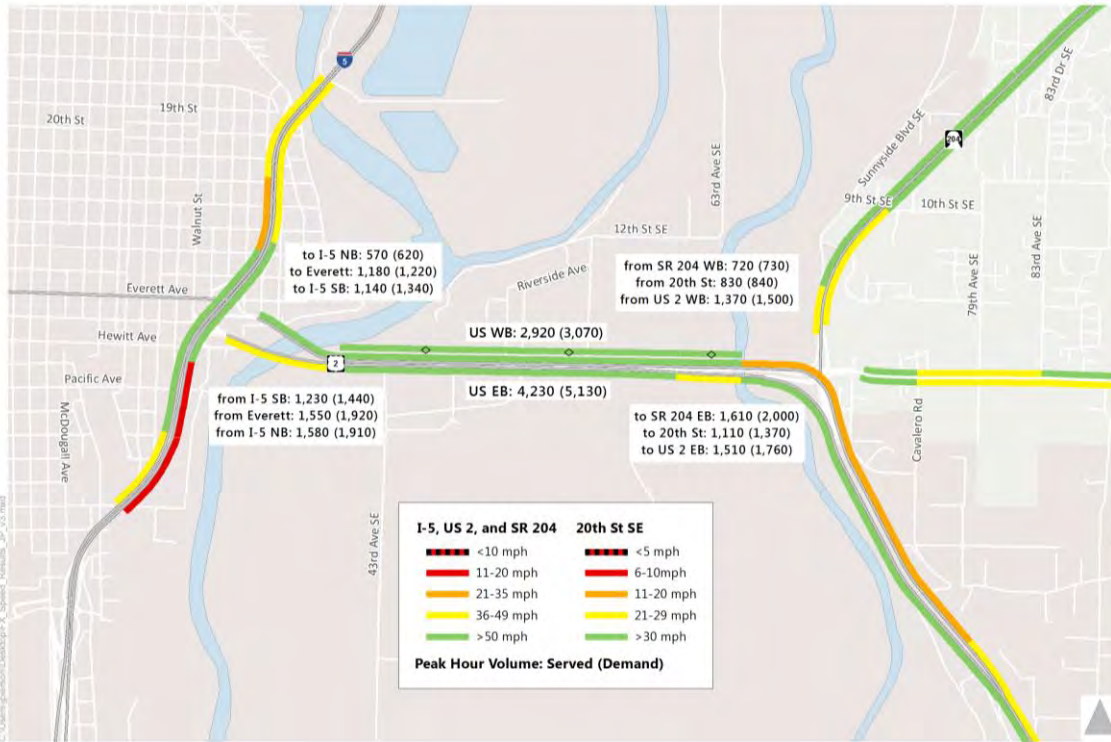 5
19th St
20th St
Walnut St
Everett Ave
Hewitt Ave
Pacific Ave
McDougall Ave
to I-5 NB: 570 (620)
to Everett: 1,180 (1,220)
to I-5 SB: 1,140 (1,340)
2
from I-5 SB: 1,230 (1,440)
from Everett: 1,550 (1,920)
from I-5 NB: 1,580 (1,910)
12th St SE
Riverside Ave
63rd Ave SE
43rd Ave SE
US WB: 2,920 (3,070)
US EB: 4,230 (5,130)
from SR 204 WB: 720 (730)
from 20th St: 830 (840)
from US 2 WB: 1,370 (1,500)
to SR 204 EB: 1,610 (2,000)
to 20th St: 1,110 (1,370)
to US 2 EB: 1,510 (1,760)
Sunnyside Blvd SE
204
83rd Dr SE
9th St SE
10th St SE
79th Ave SE
83rd Ave SE
Cavalero Rd
I-5, US 2, and SR 204
20th St SE
<10 mph
<5 mph
11-20 mph
6-10mph
21-35 mph
11-20 mph
36-49 mph
21-29 mph
>50 mph
>30 mph
Peak Hour Volume: Served (Demand)